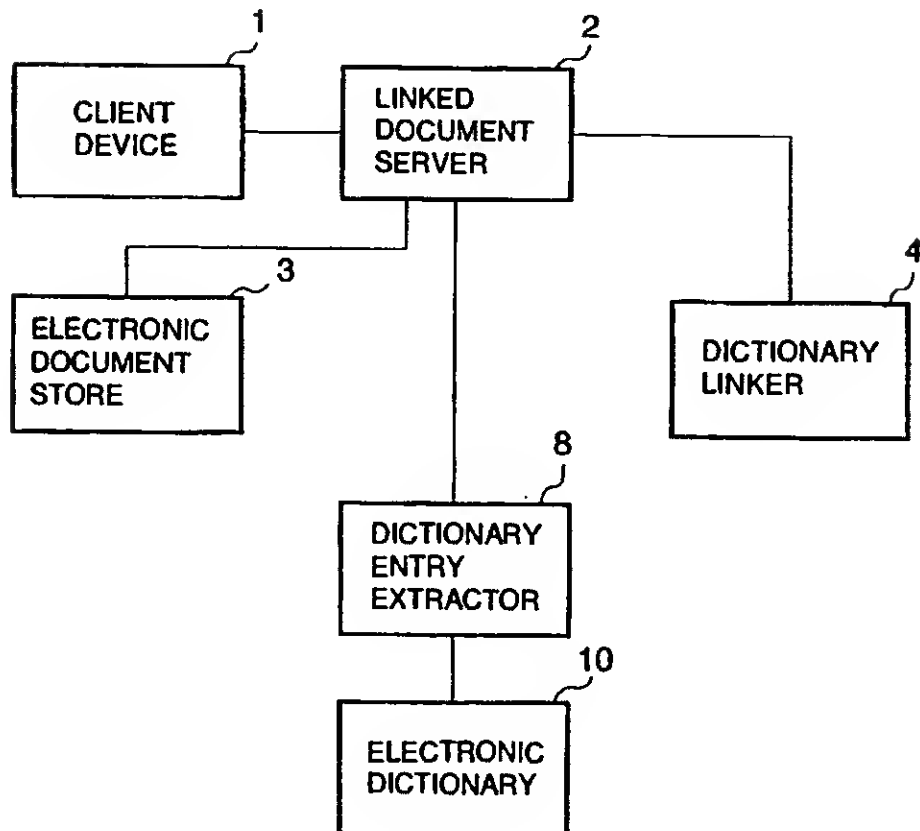 1
CLIENT
DEVICE
2
LINKED
DOCUMENT
SERVER
3
ELECTRONIC
DOCUMENT
STORE
4
DICTIONARY
LINKER
8
DICTIONARY
ENTRY
EXTRACTOR
10
ELECTRONIC
DICTIONARY